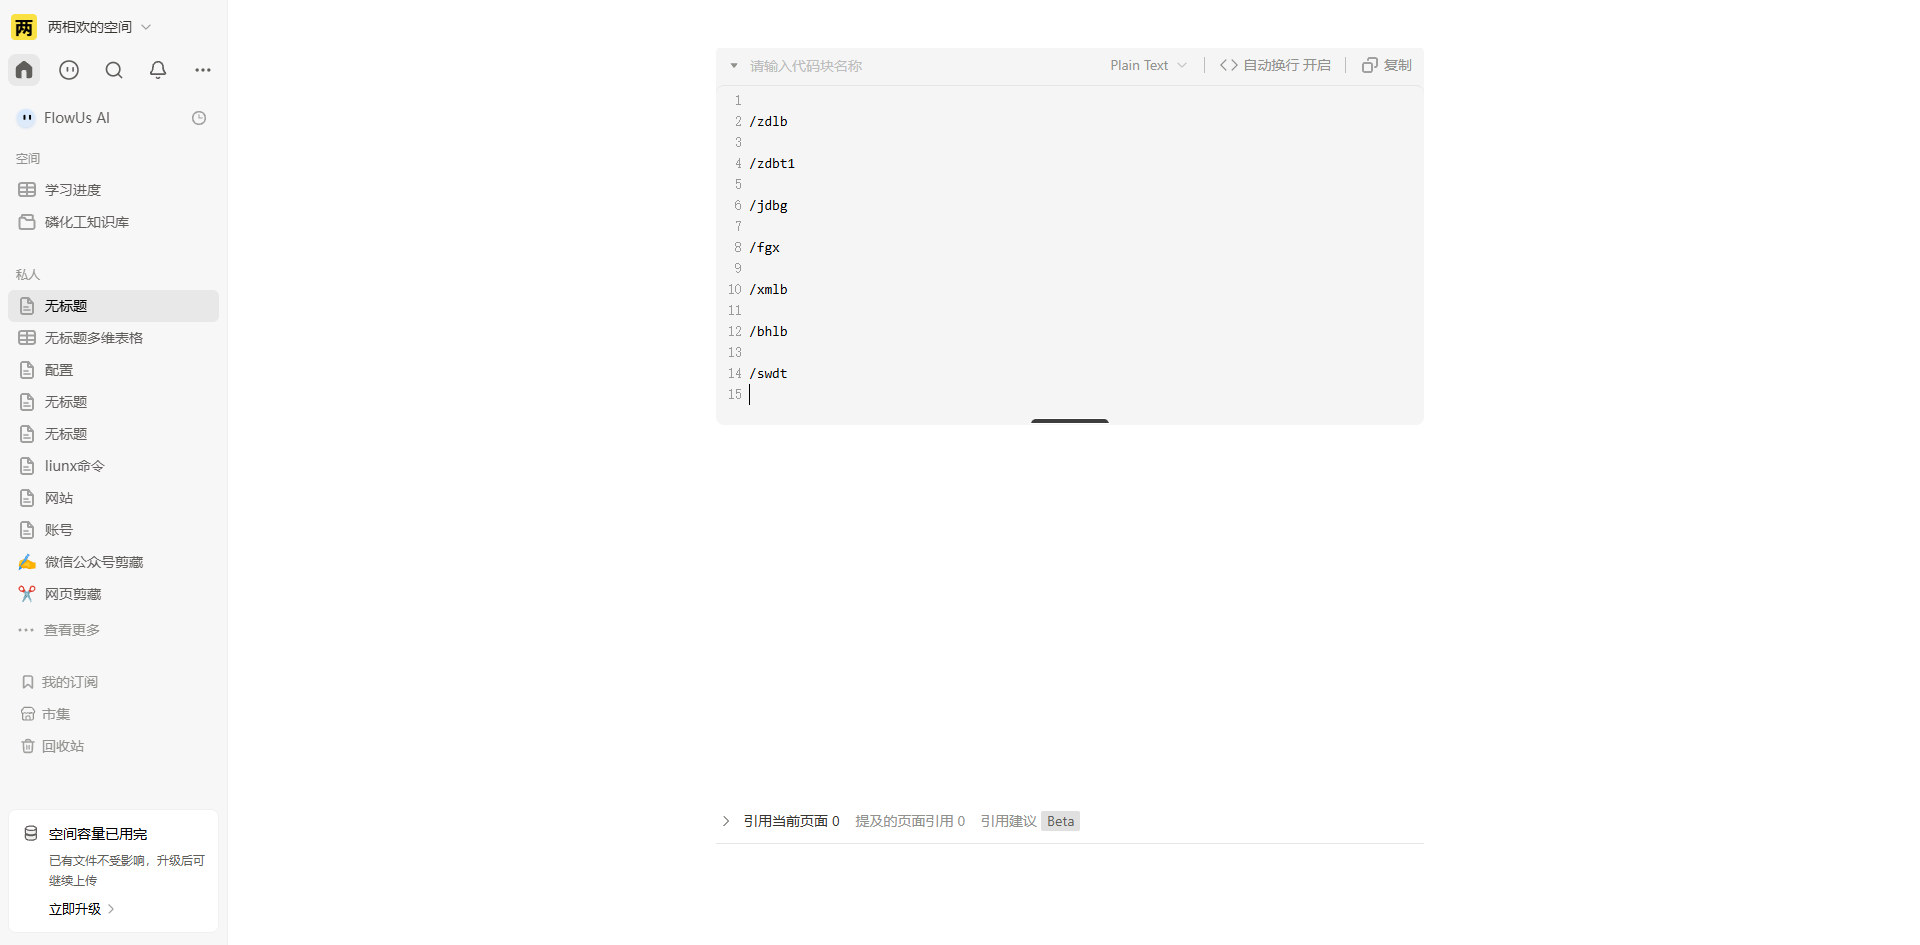 两 两相欢的空间
FlowUs AI
空间
学习进度
磷化工知识库
私人
无标题
无标题多维表格
配置
无标题
无标题
liunx命令
网站
账号
微信公众号剪藏
网页剪藏
查看更多
我的订阅
市集
回收站
空间容量已用完
已有文件不受影响，升级后可
继续上传
立即升级
请输入代码块名称 Plain Text 自动换行 开启 复制
1
2 /zdlb
3
4 /zdbt1
5
6 /jdbg
7
8 /fgx
9
10 /xmlb
11
12 /bhlb
13
14 /swdt
15
引用当前页面 0 提及的页面引用 0 引用建议 Beta